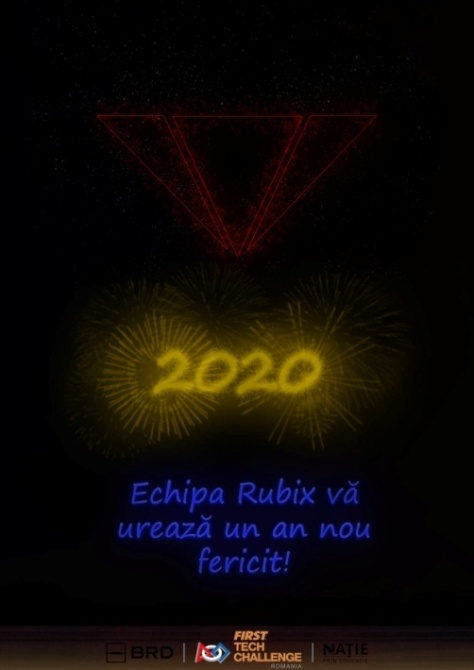 2020
Echipa Rubix vă
urează un an nou
fericit!
BRD
FIRST
TECH
CHALLENGE
ROMANIA
NAȚIE